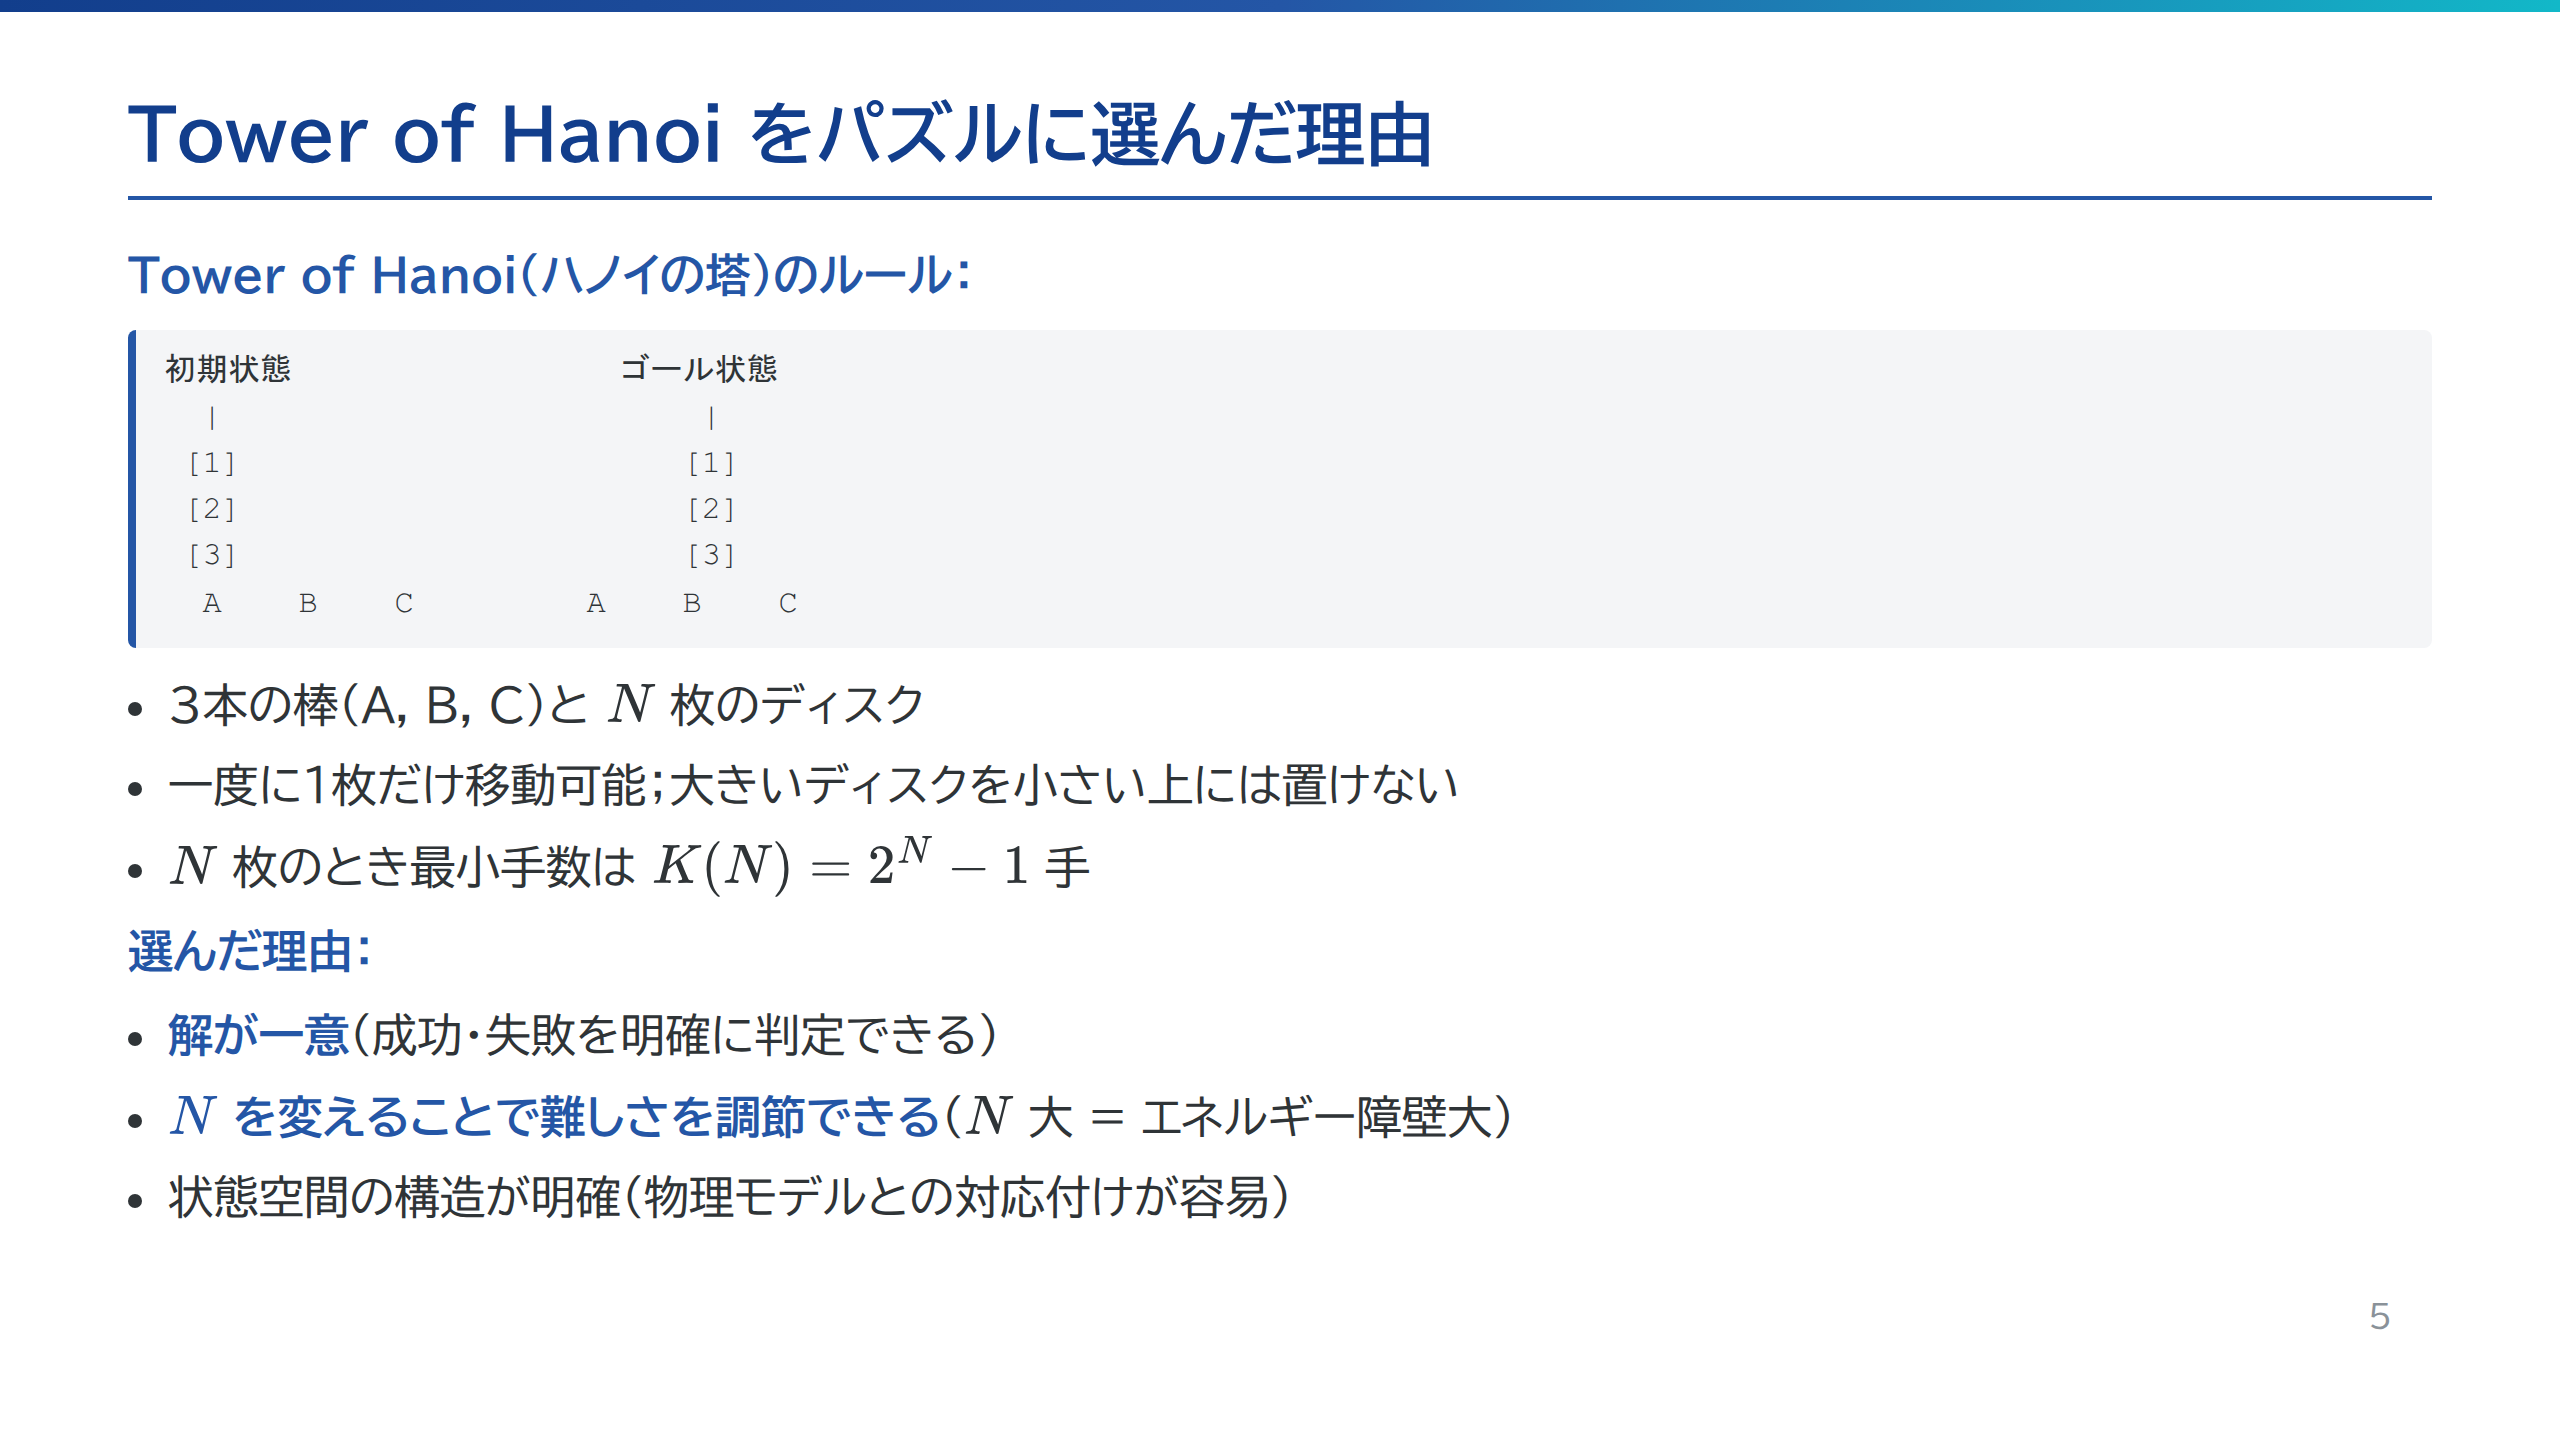 Tower of Hanoi をパズルに選んだ理由
Tower of Hanoi(ハノイの塔)のルール:
初期状態 ゴール状態
| |
[1] [1]
[2] [2]
[3] [3]
A B C A B C
• 3本の棒(A, B, C)と N 枚のディスク
• 一度に1枚だけ移動可能;大きいディスクを小さい上には置けない
• N 枚のとき最小手数は K(N) = 2^N − 1 手
選んだ理由:
• 解が一意(成功・失敗を明確に判定できる)
• N を変えることで難しさを調節できる(N 大 = エネルギー障壁大)
• 状態空間の構造が明確(物理モデルとの対応付けが容易)
5